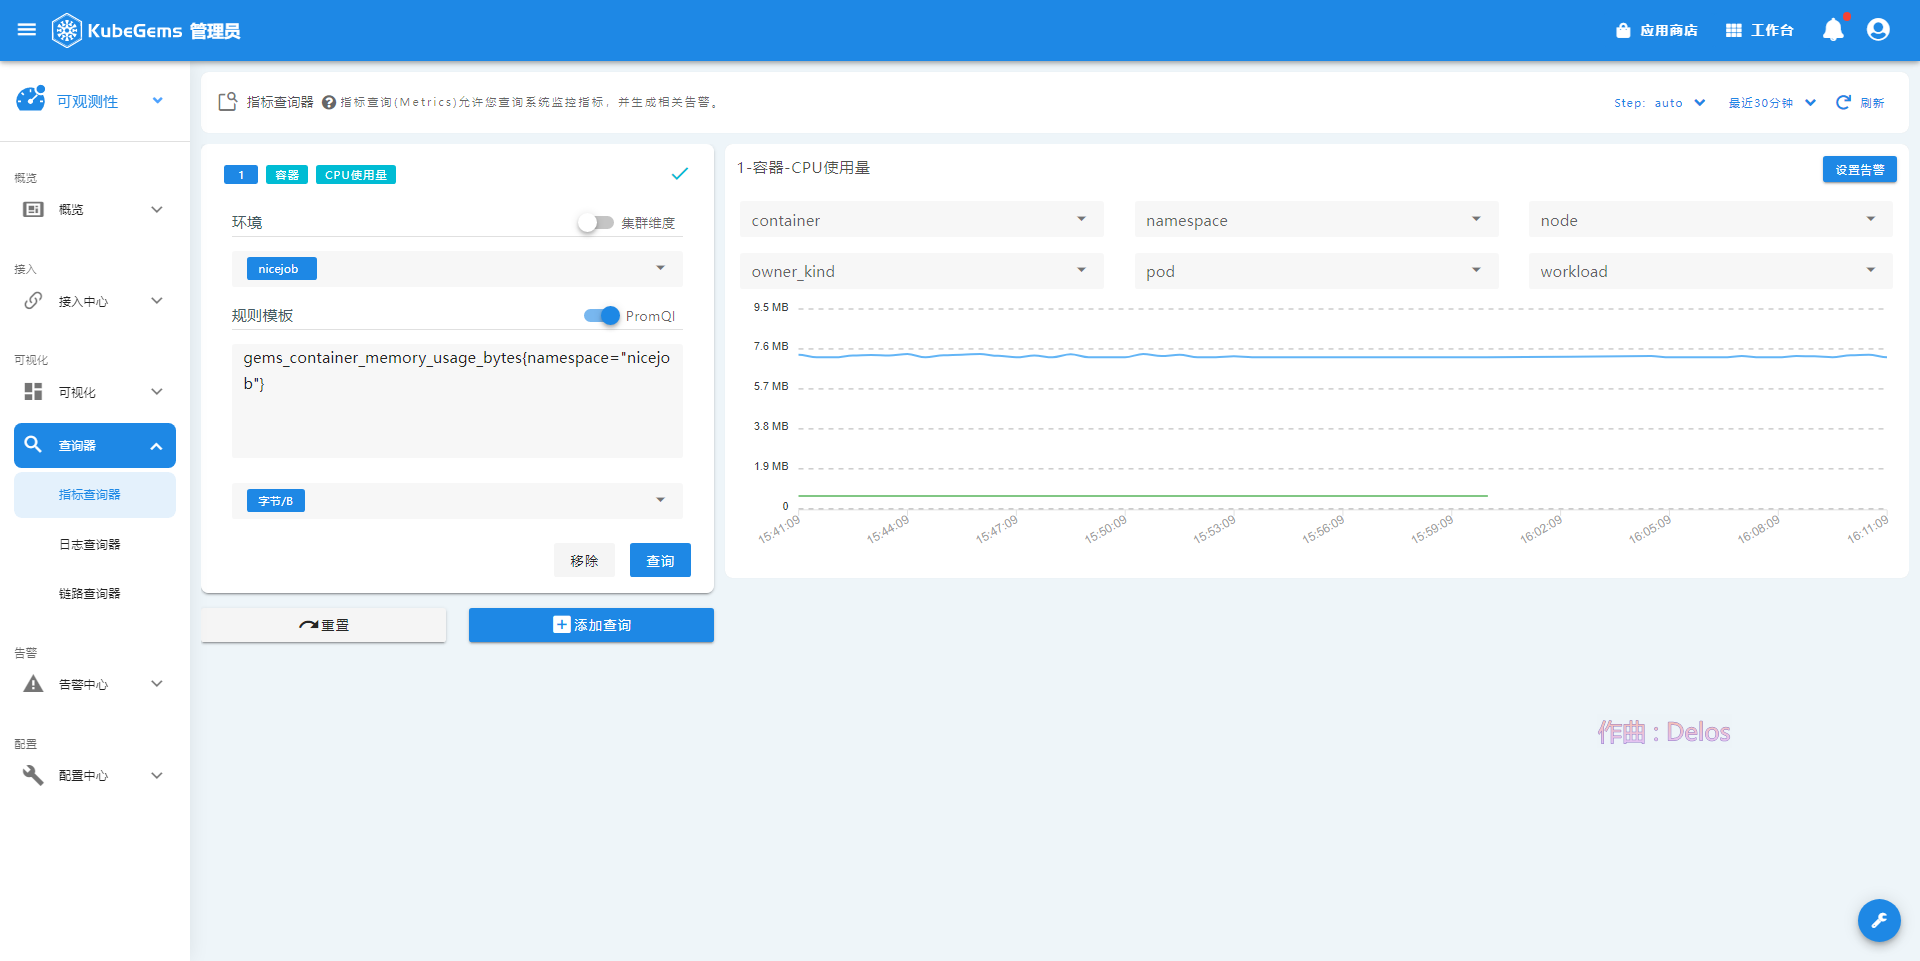 KubeGems 管理员
应用商店
工作台
可观测性
概览
概览
接入
接入中心
可视化
可视化
查询器
指标查询器
日志查询器
链路查询器
告警
告警中心
配置
配置中心
指标查询器
指标查询(Metrics)允许您查询系统监控指标，并生成相关告警。
Step: auto
最近30分钟
刷新
1
容器
CPU使用量
环境
集群维度
nicejob
规则模板
PromQl
gems_container_memory_usage_bytes{namespace="nicejo
b"}
字节/B
移除
查询
重置
添加查询
1-容器-CPU使用量
设置告警
container
namespace
node
owner_kind
pod
workload
9.5 MB
7.6 MB
5.7 MB
3.8 MB
1.9 MB
0
15:41:09
15:44:09
15:47:09
15:50:09
15:53:09
15:56:09
15:59:09
16:02:09
16:05:09
16:08:09
16:11:09
作曲 : Delos